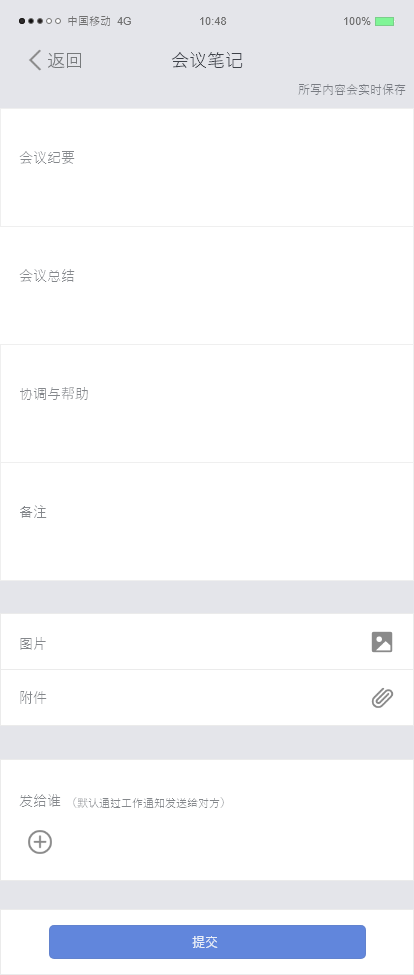 中国移动 4G 10:48 100%
返回 会议笔记
所写内容会实时保存
会议纪要
会议总结
协调与帮助
备注
图片
附件
发给谁 （默认通过工作通知发送给对方）
提交